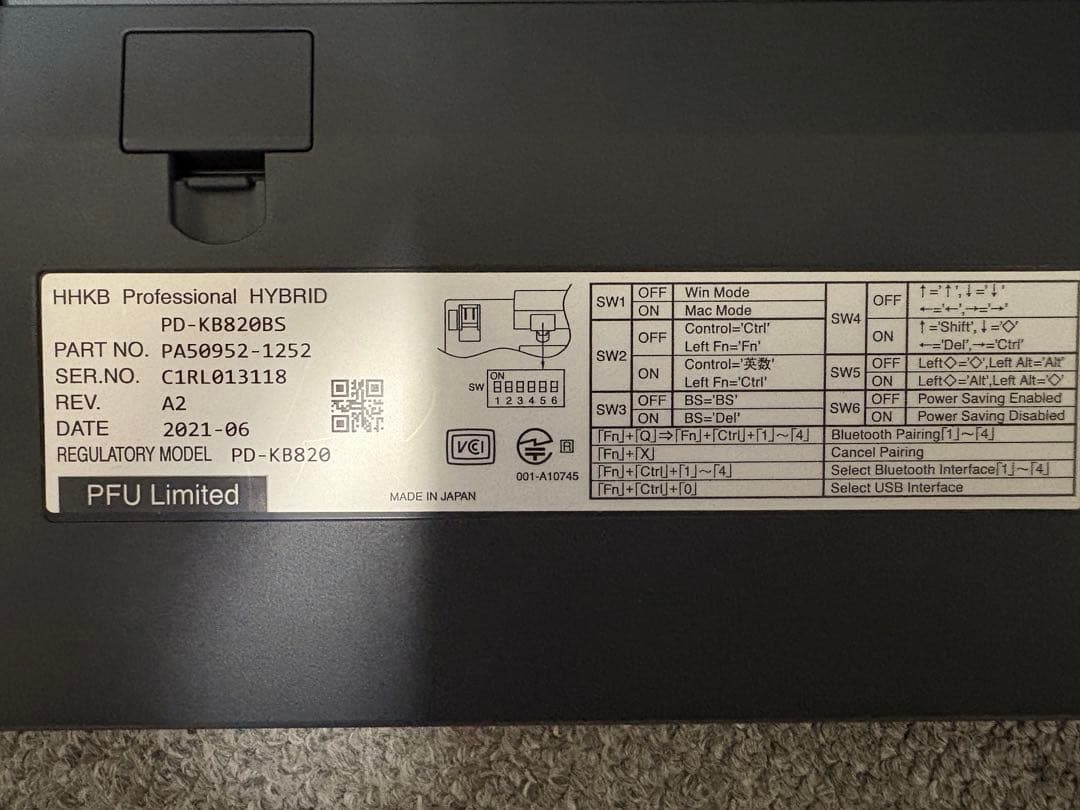 HHKB Professional HYBRID
PD-KB820BS
PART NO. PA50952-1252
SER.NO. C1RL013118
REV. A2
DATE 2021-06
REGULATORY MODEL PD-KB820
PFU Limited
MADE IN JAPAN
SW
ON
1 2 3 4 5 6
VCI
R
001-A10745
SW1 OFF Win Mode
ON Mac Mode
SW2 OFF Control='Ctrl'
Left Fn='Fn'
ON Control='英数'
Left Fn='Ctrl'
SW3 OFF BS='BS'
ON BS='Del'
SW4 OFF ↑='↑',↓='↓'
←='←',→='→'
ON ↑='Shift',↓='◇'
←='Del',→='Ctrl'
SW5 OFF Left◇='◇',Left Alt='Alt'
ON Left◇='Alt',Left Alt='◇'
SW6 OFF Power Saving Enabled
ON Power Saving Disabled
「Fn」+「Q」⇒「Fn」+「Ctrl」+「1」~「4」 Bluetooth Pairing「1」~「4」
「Fn」+「X」 Cancel Pairing
「Fn」+「Ctrl」+「1」~「4」 Select Bluetooth Interface「1」~「4」
「Fn」+「Ctrl」+「0」 Select USB Interface